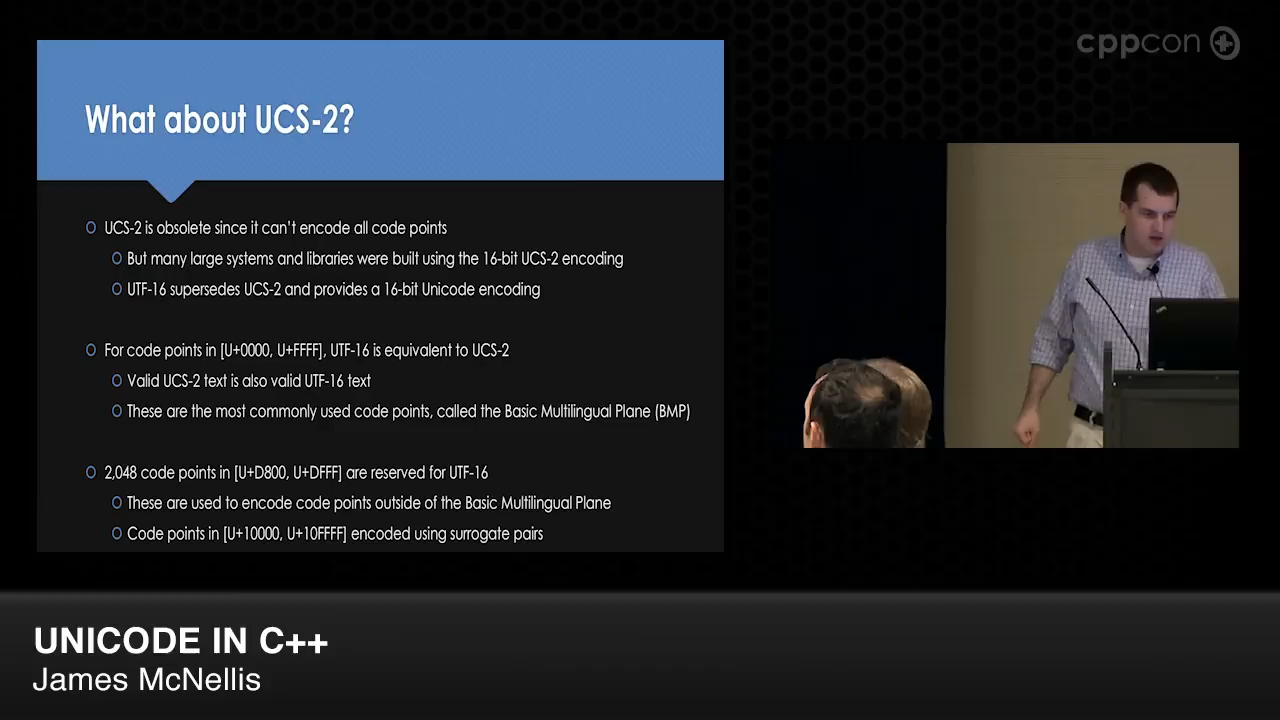 cppcon
What about UCS-2?
UCS-2 is obsolete since it can't encode all code points
But many large systems and libraries were built using the 16-bit UCS-2 encoding
UTF-16 supersedes UCS-2 and provides a 16-bit Unicode encoding
For code points in [U+0000, U+FFFF], UTF-16 is equivalent to UCS-2
Valid UCS-2 text is also valid UTF-16 text
These are the most commonly used code points, called the Basic Multilingual Plane (BMP)
2,048 code points in [U+D800, U+DFFF] are reserved for UTF-16
These are used to encode code points outside of the Basic Multilingual Plane
Code points in [U+10000, U+10FFFF] encoded using surrogate pairs
UNICODE IN C++
James McNellis